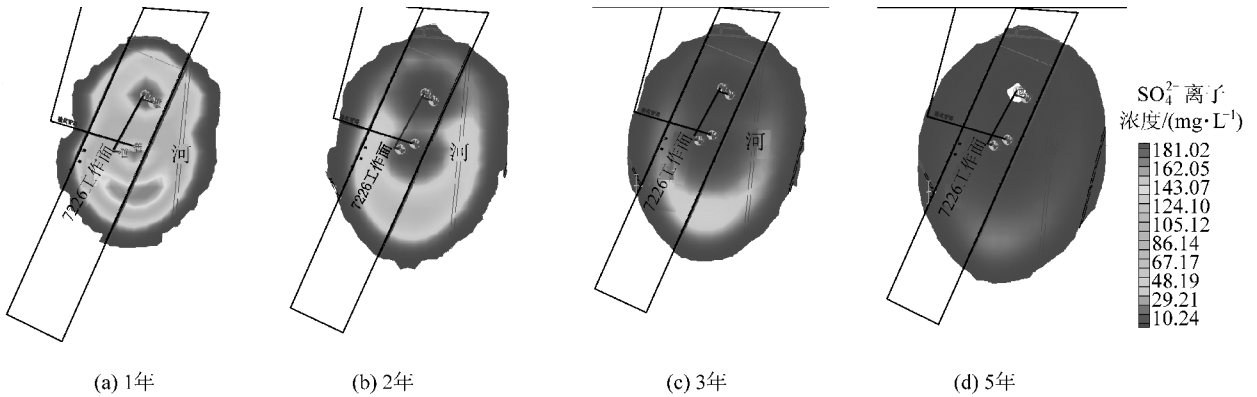 7226工作面
河
7226工作面
河
7226工作面
河
7226工作面
SO₄²⁻ 离子
浓度/(mg·L⁻¹)
181.02
162.05
143.07
124.10
105.12
86.14
67.17
48.19
29.21
10.24
(a) 1年
(b) 2年
(c) 3年
(d) 5年